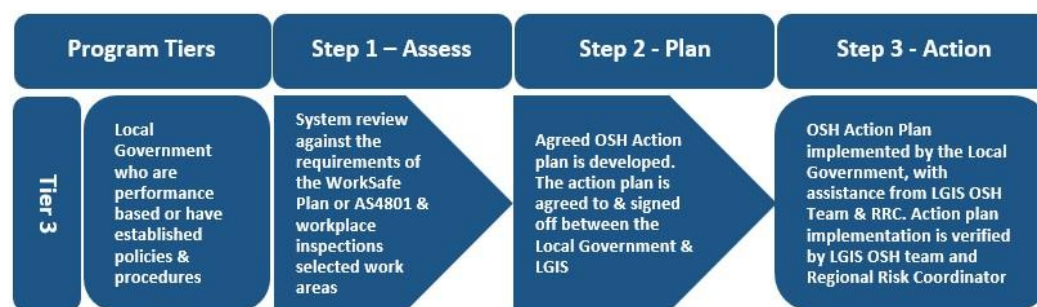 Program Tiers
Step 1 – Assess
Step 2 - Plan
Step 3 - Action
Tier 3
Local
Government
who are
performance
based or have
established
policies &
procedures
System review
against the
requirements of
the WorkSafe
Plan or AS4801 &
workplace
inspections
selected work
areas
Agreed OSH Action
plan is developed.
The action plan is
agreed to & signed
off between the
Local Government &
LGIS
OSH Action Plan
implemented by the Local
Government, with
assistance from LGIS OSH
Team & RRC. Action plan
implementation is verified
by LGIS OSH team and
Regional Risk Coordinator